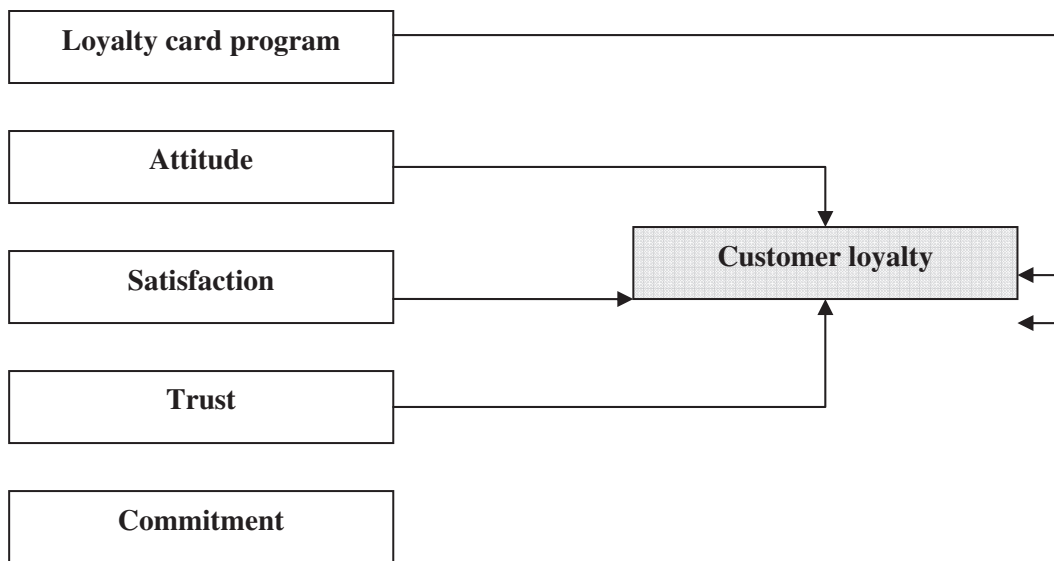 Loyalty card program
Attitude
Customer loyalty
Satisfaction
Trust
Commitment